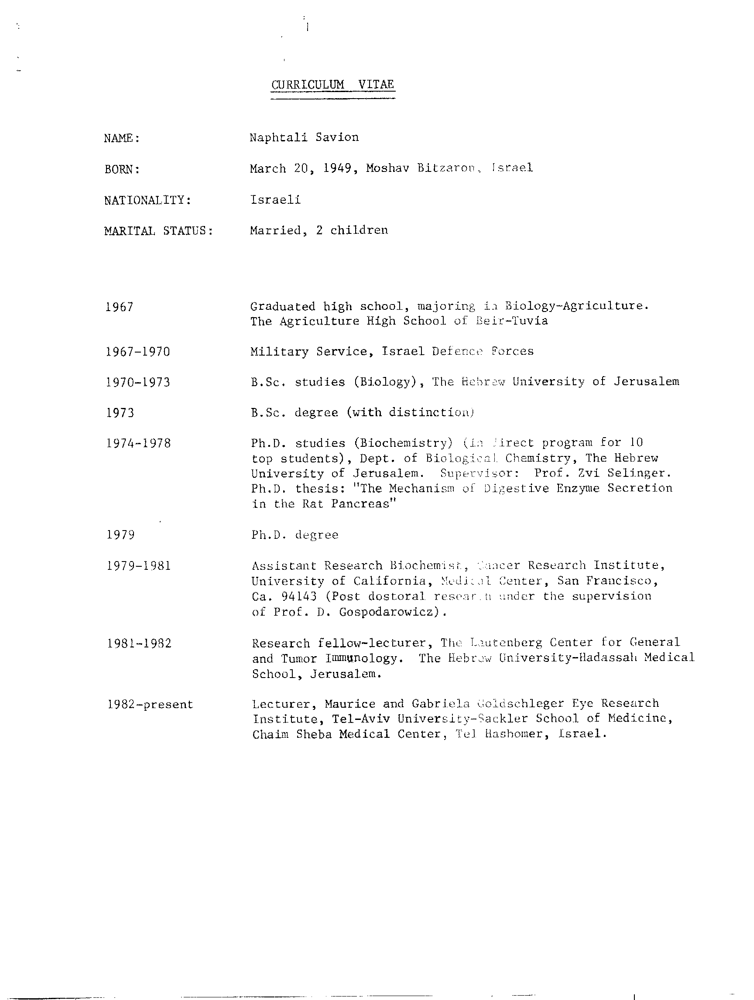 CURRICULUM VITAE
NAME: Naphtali Savion
BORN: March 20, 1949, Moshav Bitzaron, Israel
NATIONALITY: Israeli
MARITAL STATUS: Married, 2 children
1967 Graduated high school, majoring in Biology-Agriculture.
The Agriculture High School of Beir-Tuvia
1967-1970 Military Service, Israel Defence Forces
1970-1973 B.Sc. studies (Biology), The Hebrew University of Jerusalem
1973 B.Sc. degree (with distinction)
1974-1978 Ph.D. studies (Biochemistry) (in direct program for 10
top students), Dept. of Biological Chemistry, The Hebrew
University of Jerusalem. Supervisor: Prof. Zvi Selinger.
Ph.D. thesis: "The Mechanism of Digestive Enzyme Secretion
in the Rat Pancreas"
1979 Ph.D. degree
1979-1981 Assistant Research Biochemist, Cancer Research Institute,
University of California, Medical Center, San Francisco,
Ca. 94143 (Post dostoral research under the supervision
of Prof. D. Gospodarowicz).
1981-1982 Research fellow-lecturer, The Lautenberg Center for General
and Tumor Immunology. The Hebrew University-Hadassah Medical
School, Jerusalem.
1982-present Lecturer, Maurice and Gabriela Goldschleger Eye Research
Institute, Tel-Aviv University-Sackler School of Medicine,
Chaim Sheba Medical Center, Tel Hashomer, Israel.